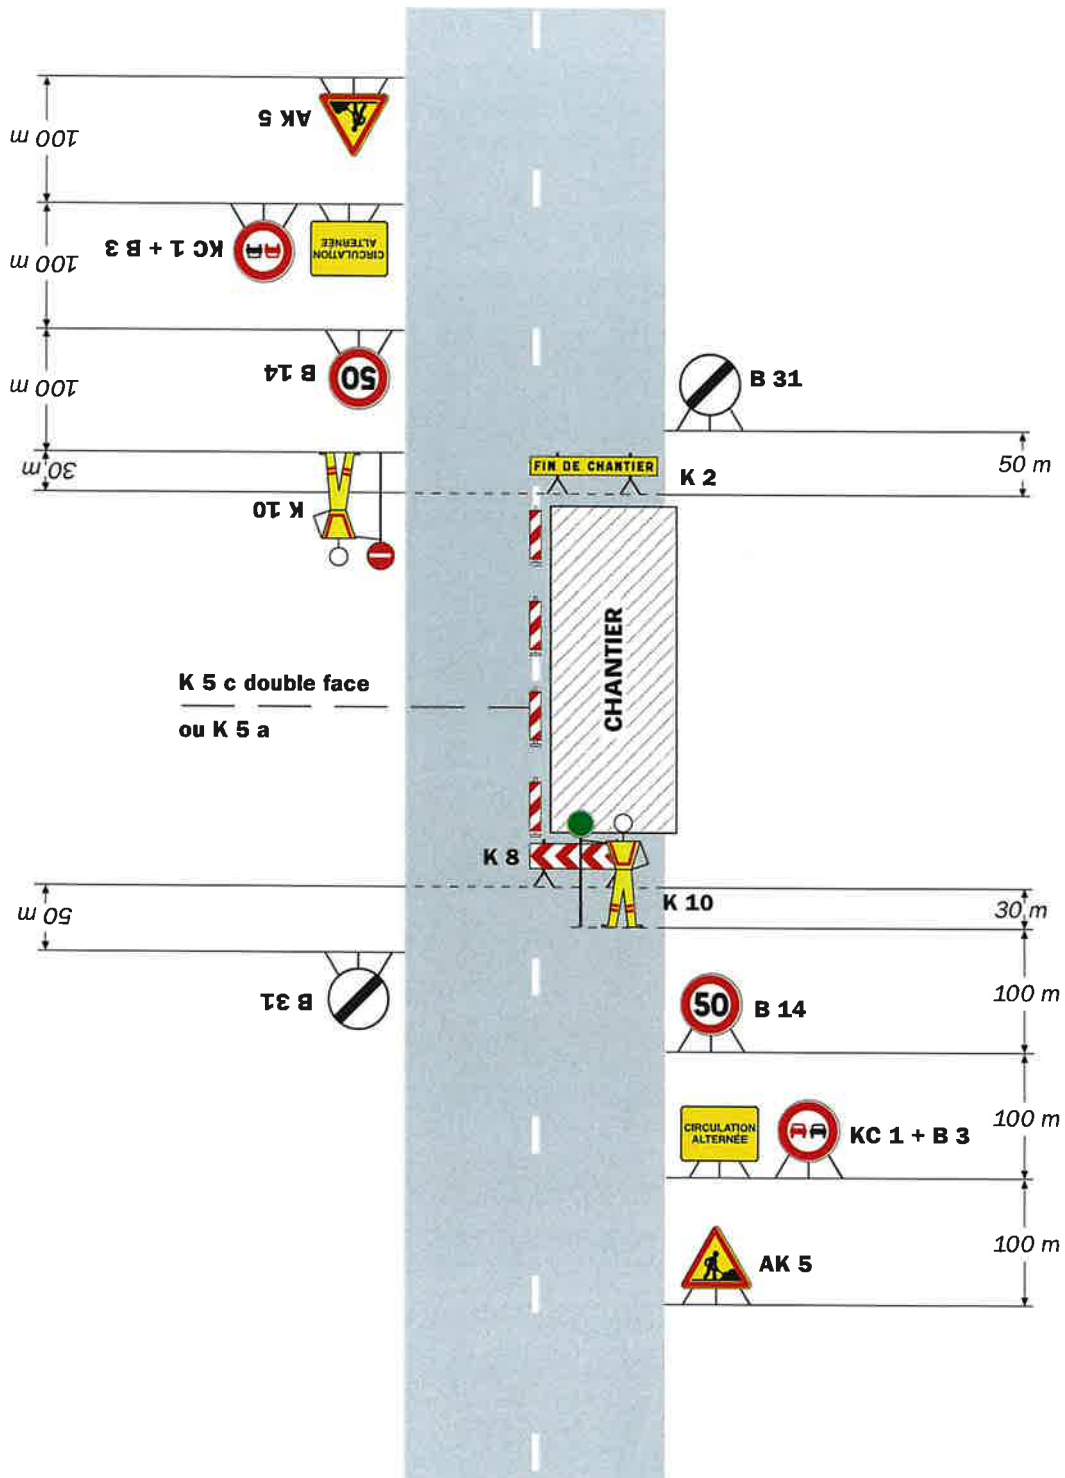 AK 5
100 m
KC 1 + B 3
CIRCULATION
ALTERNÉE
100 m
B 14
50
100 m
B 31
30 m
K 10
FIN DE CHANTIER
K 2
50 m
CHANTIER
K 5 c double face
ou K 5 a
K 8
K 10
30 m
50 m
B 31
50
B 14
100 m
CIRCULATION
ALTERNÉE
KC 1 + B 3
100 m
AK 5
100 m